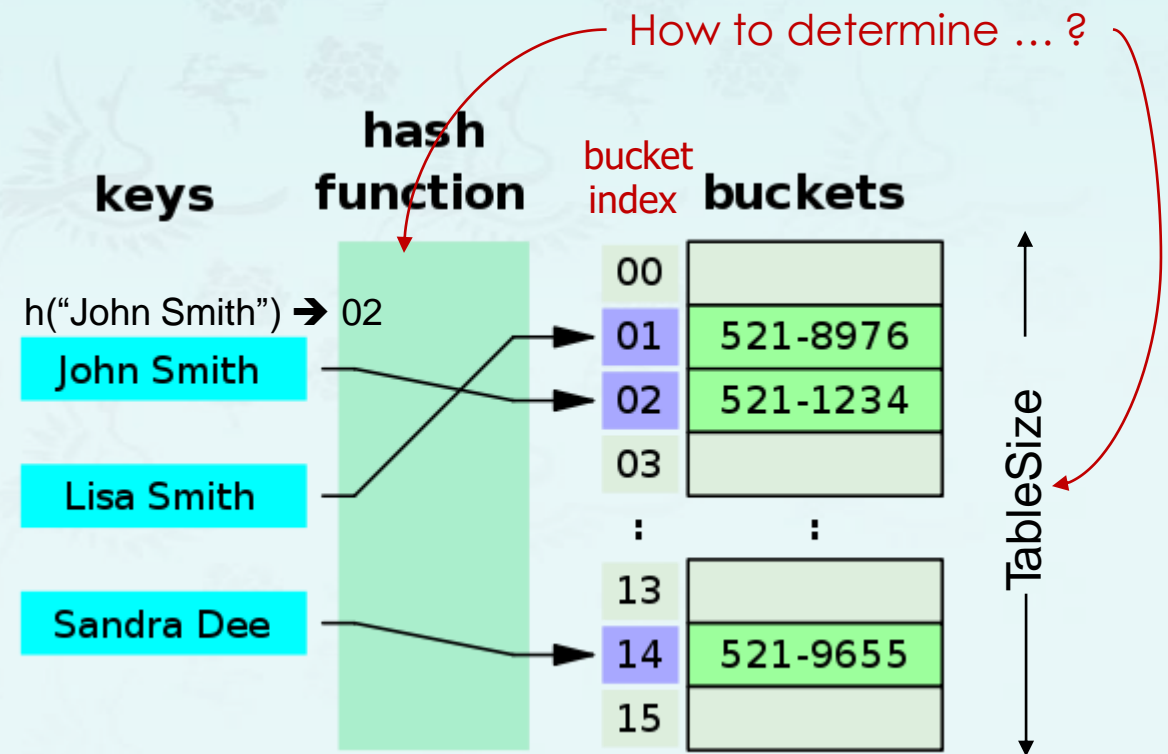 How to determine … ?
hash
function
keys
bucket
index
buckets
h(“John Smith”) ➔ 02
John Smith
Lisa Smith
Sandra Dee
00
01
521-8976
02
521-1234
03
:
:
13
14
521-9655
15
TableSize